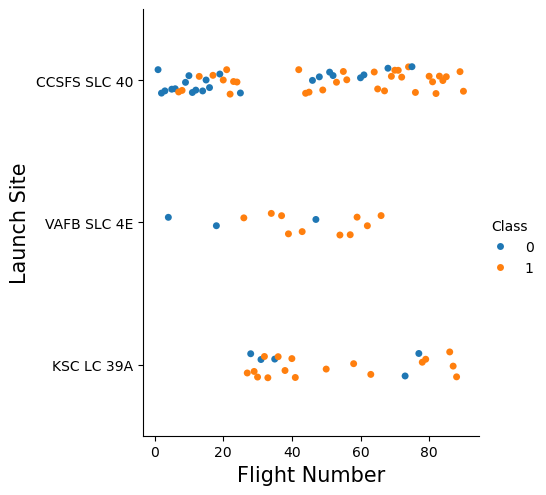 CCSFS SLC 40
VAFB SLC 4E
KSC LC 39A
Launch Site
0 20 40 60 80
Flight Number
Class
0
1